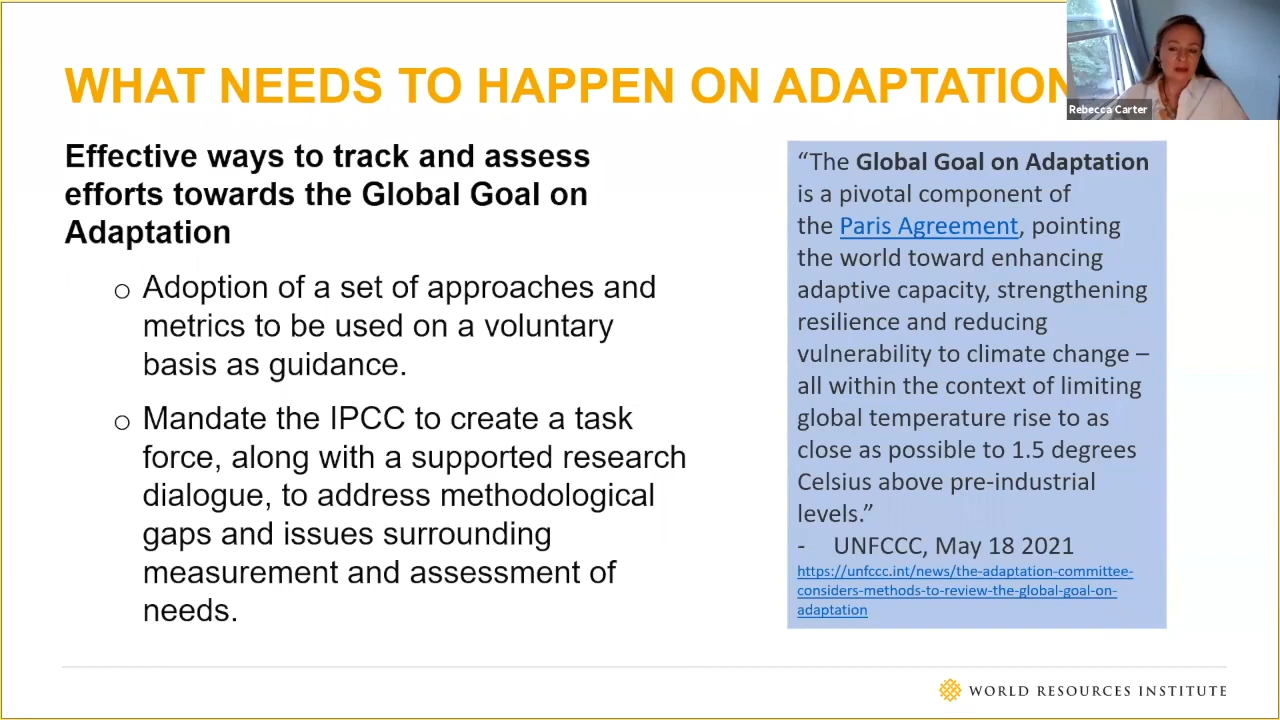 WHAT NEEDS TO HAPPEN ON ADAPTATION
Rebecca Carter
Effective ways to track and assess
efforts towards the Global Goal on
Adaptation
o Adoption of a set of approaches and
metrics to be used on a voluntary
basis as guidance.
o Mandate the IPCC to create a task
force, along with a supported research
dialogue, to address methodological
gaps and issues surrounding
measurement and assessment of
needs.
“The Global Goal on Adaptation
is a pivotal component of
the Paris Agreement, pointing
the world toward enhancing
adaptive capacity, strengthening
resilience and reducing
vulnerability to climate change –
all within the context of limiting
global temperature rise to as
close as possible to 1.5 degrees
Celsius above pre-industrial
levels.”
- UNFCCC, May 18 2021
https://unfccc.int/news/the-adaptation-committee-
considers-methods-to-review-the-global-goal-on-
adaptation
WORLD RESOURCES INSTITUTE